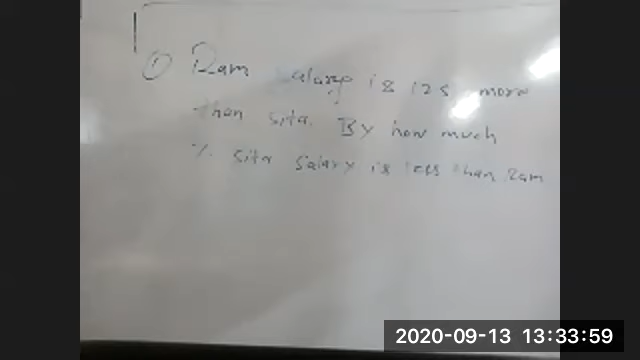 ① Ram salary is 125 more
than sita. By how much
% sita salary is less than Ram
2020-09-13 13:33:59